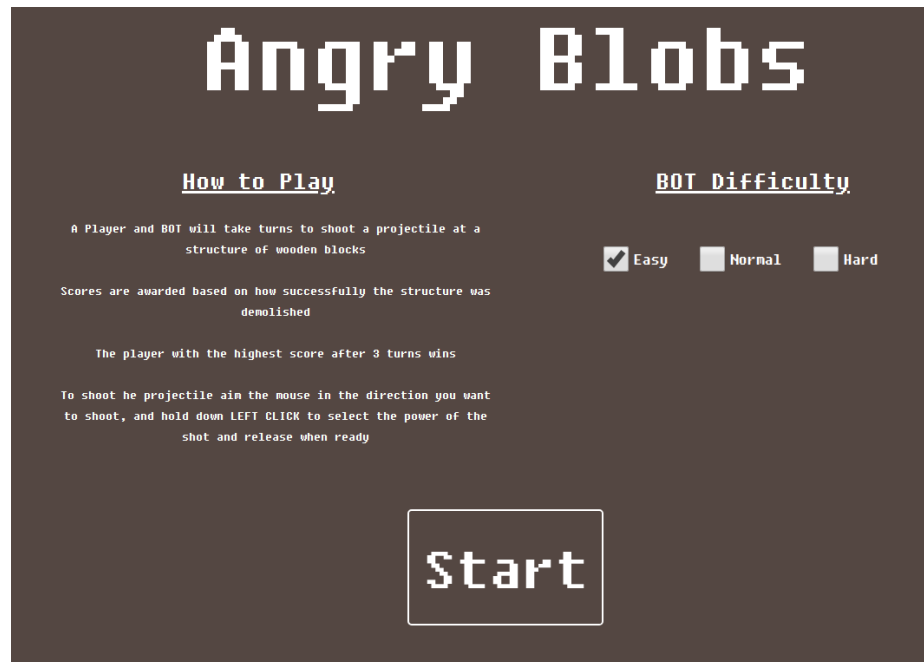 Angry Blobs
How to Play
A Player and BOT will take turns to shoot a projectile at a
structure of wooden blocks
Scores are awarded based on how successfully the structure was
demolished
The player with the highest score after 3 turns wins
To shoot he projectile aim the mouse in the direction you want
to shoot, and hold down LEFT CLICK to select the power of the
shot and release when ready
BOT Difficulty
Easy Normal Hard
Start